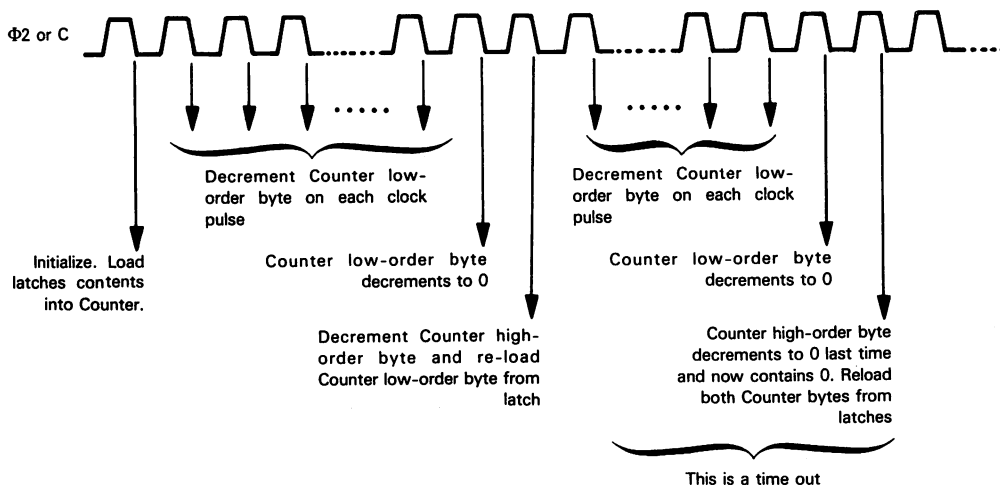 Φ2 or C
Decrement Counter low-
order byte on each clock
pulse
Decrement Counter low-
order byte on each clock
pulse
Initialize. Load
latches contents
into Counter.
Counter low-order byte
decrements to 0
Counter low-order byte
decrements to 0
Decrement Counter high-
order byte and re-load
Counter low-order byte from
latch
Counter high-order byte
decrements to 0 last time
and now contains 0. Reload
both Counter bytes from
latches
This is a time out